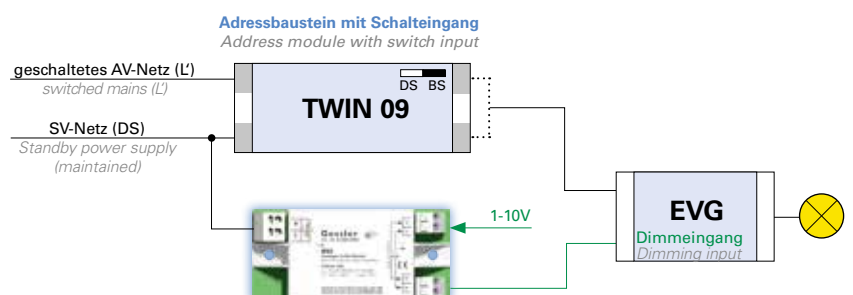 Adressbaustein mit Schalteingang
Address module with switch input
geschaltetes AV-Netz (L‘)
switched mains (L‘)
DS BS
TWIN 09
SV-Netz (DS)
Standby power supply
(maintained)
1-10V
EVG
Dimmeingang
Dimming input
Gessler